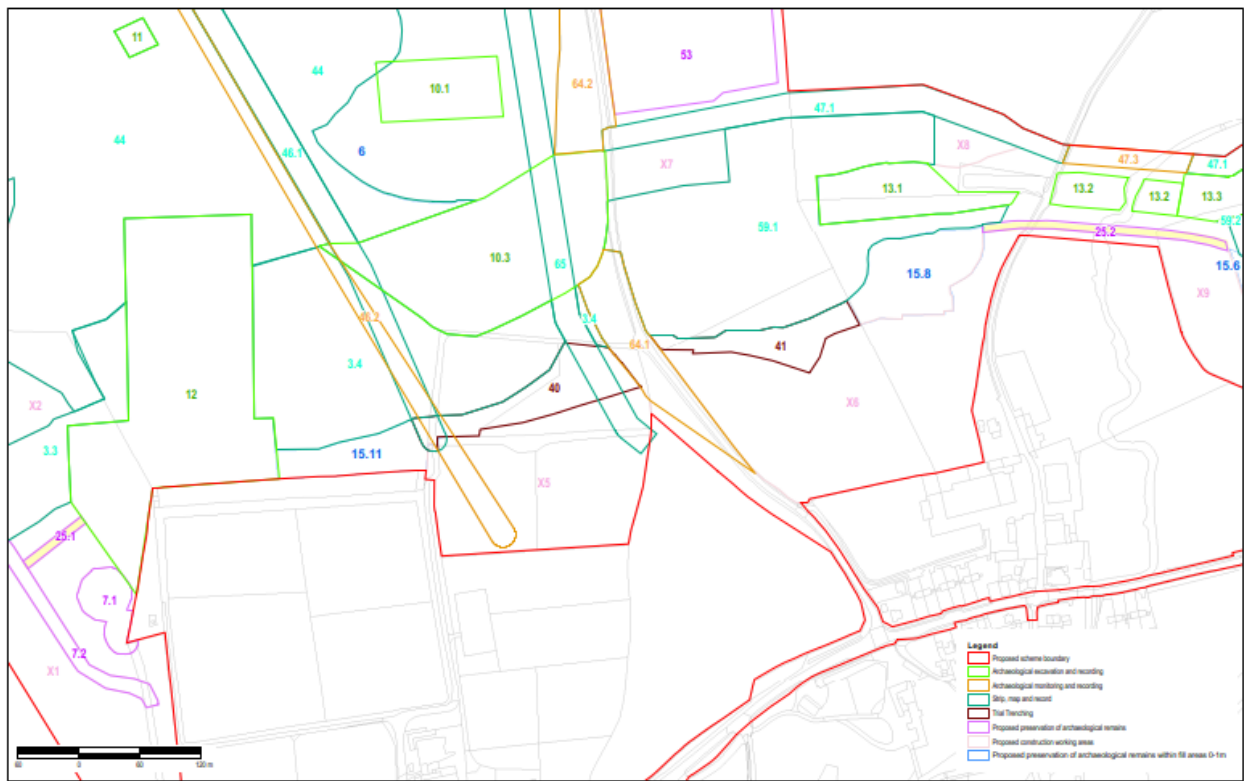 11
53
44
10.1
64.2
47.1
44
46.1
6
X7
X8
47.3
47.1
13.1
13.2
13.2
13.3
59.1
59.2
25.2
10.3
65
15.8
15.6
X9
46.2
3.4
64.1
41
3.4
12
40
X2
X6
3.3
15.11
X5
25.1
7.1
7.2
X1
Legend
Proposed scheme boundary
Archaeological excavation and recording
Archaeological monitoring and recording
Strip, map and record
Trial Trenching
Proposed preservation of archaeological remains
Proposed construction working areas
Proposed preservation of archaeological remains within fill areas 0-1m
60 0 60 120 m